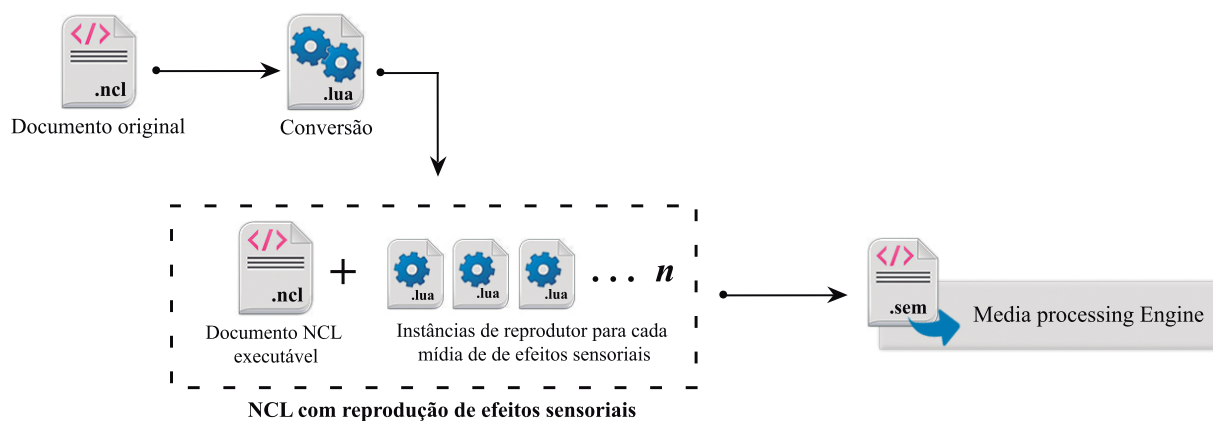 </>
.ncl
Documento original
.lua
Conversão
</>
.ncl
+
.lua
.lua
.lua
. . . n
Documento NCL
executável
Instâncias de reprodutor para cada
mídia de de efeitos sensoriais
NCL com reprodução de efeitos sensoriais
</>
.sem
Media processing Engine